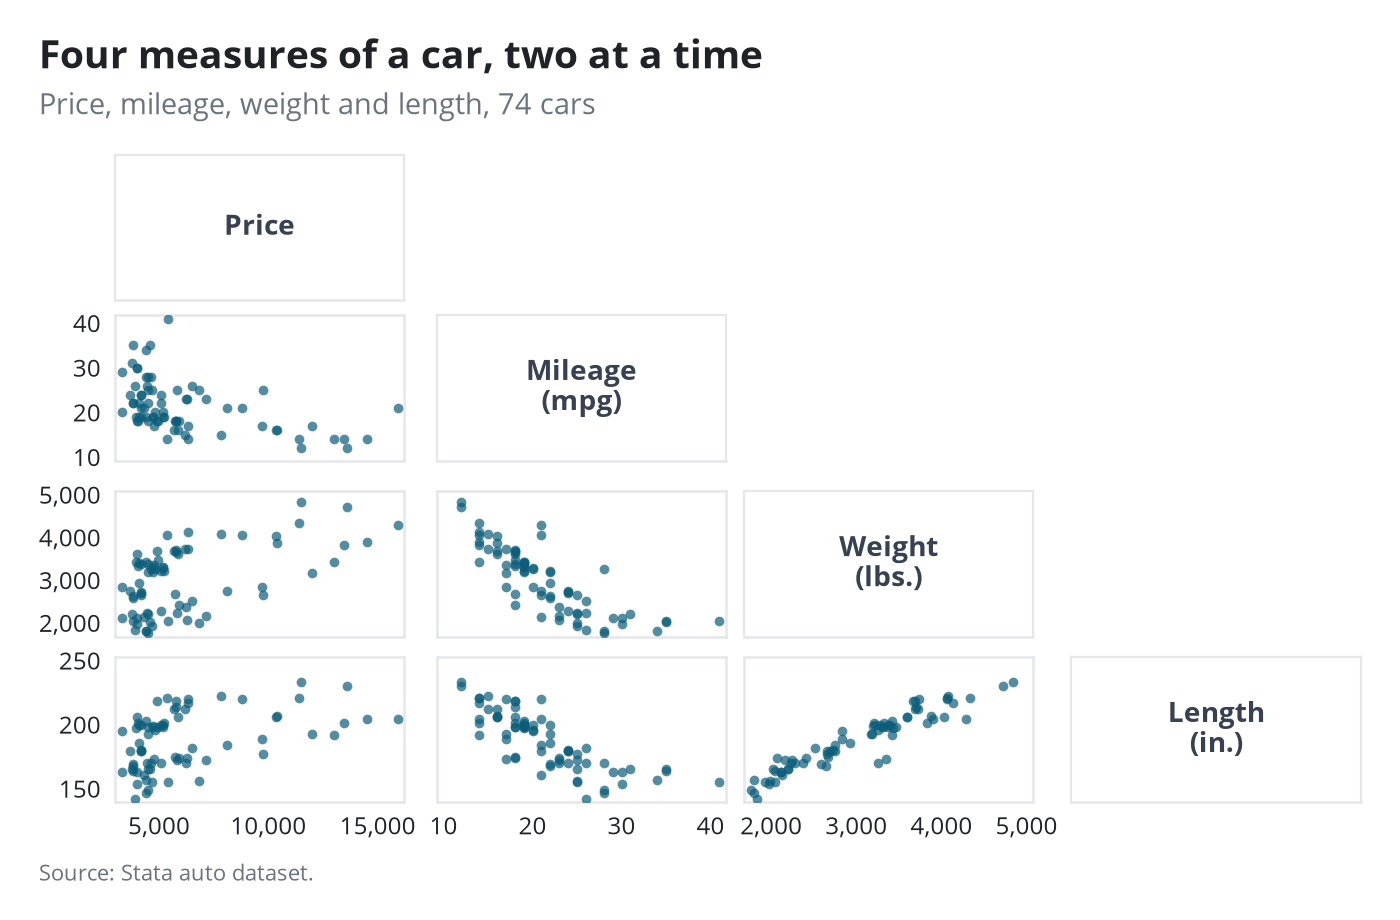 Four measures of a car, two at a time
Price, mileage, weight and length, 74 cars
Price
40
30
20
10
Mileage
(mpg)
5,000
4,000
3,000
2,000
Weight
(lbs.)
250
200
150
Length
(in.)
5,000 10,000 15,000 10 20 30 40 2,000 3,000 4,000 5,000
Source: Stata auto dataset.